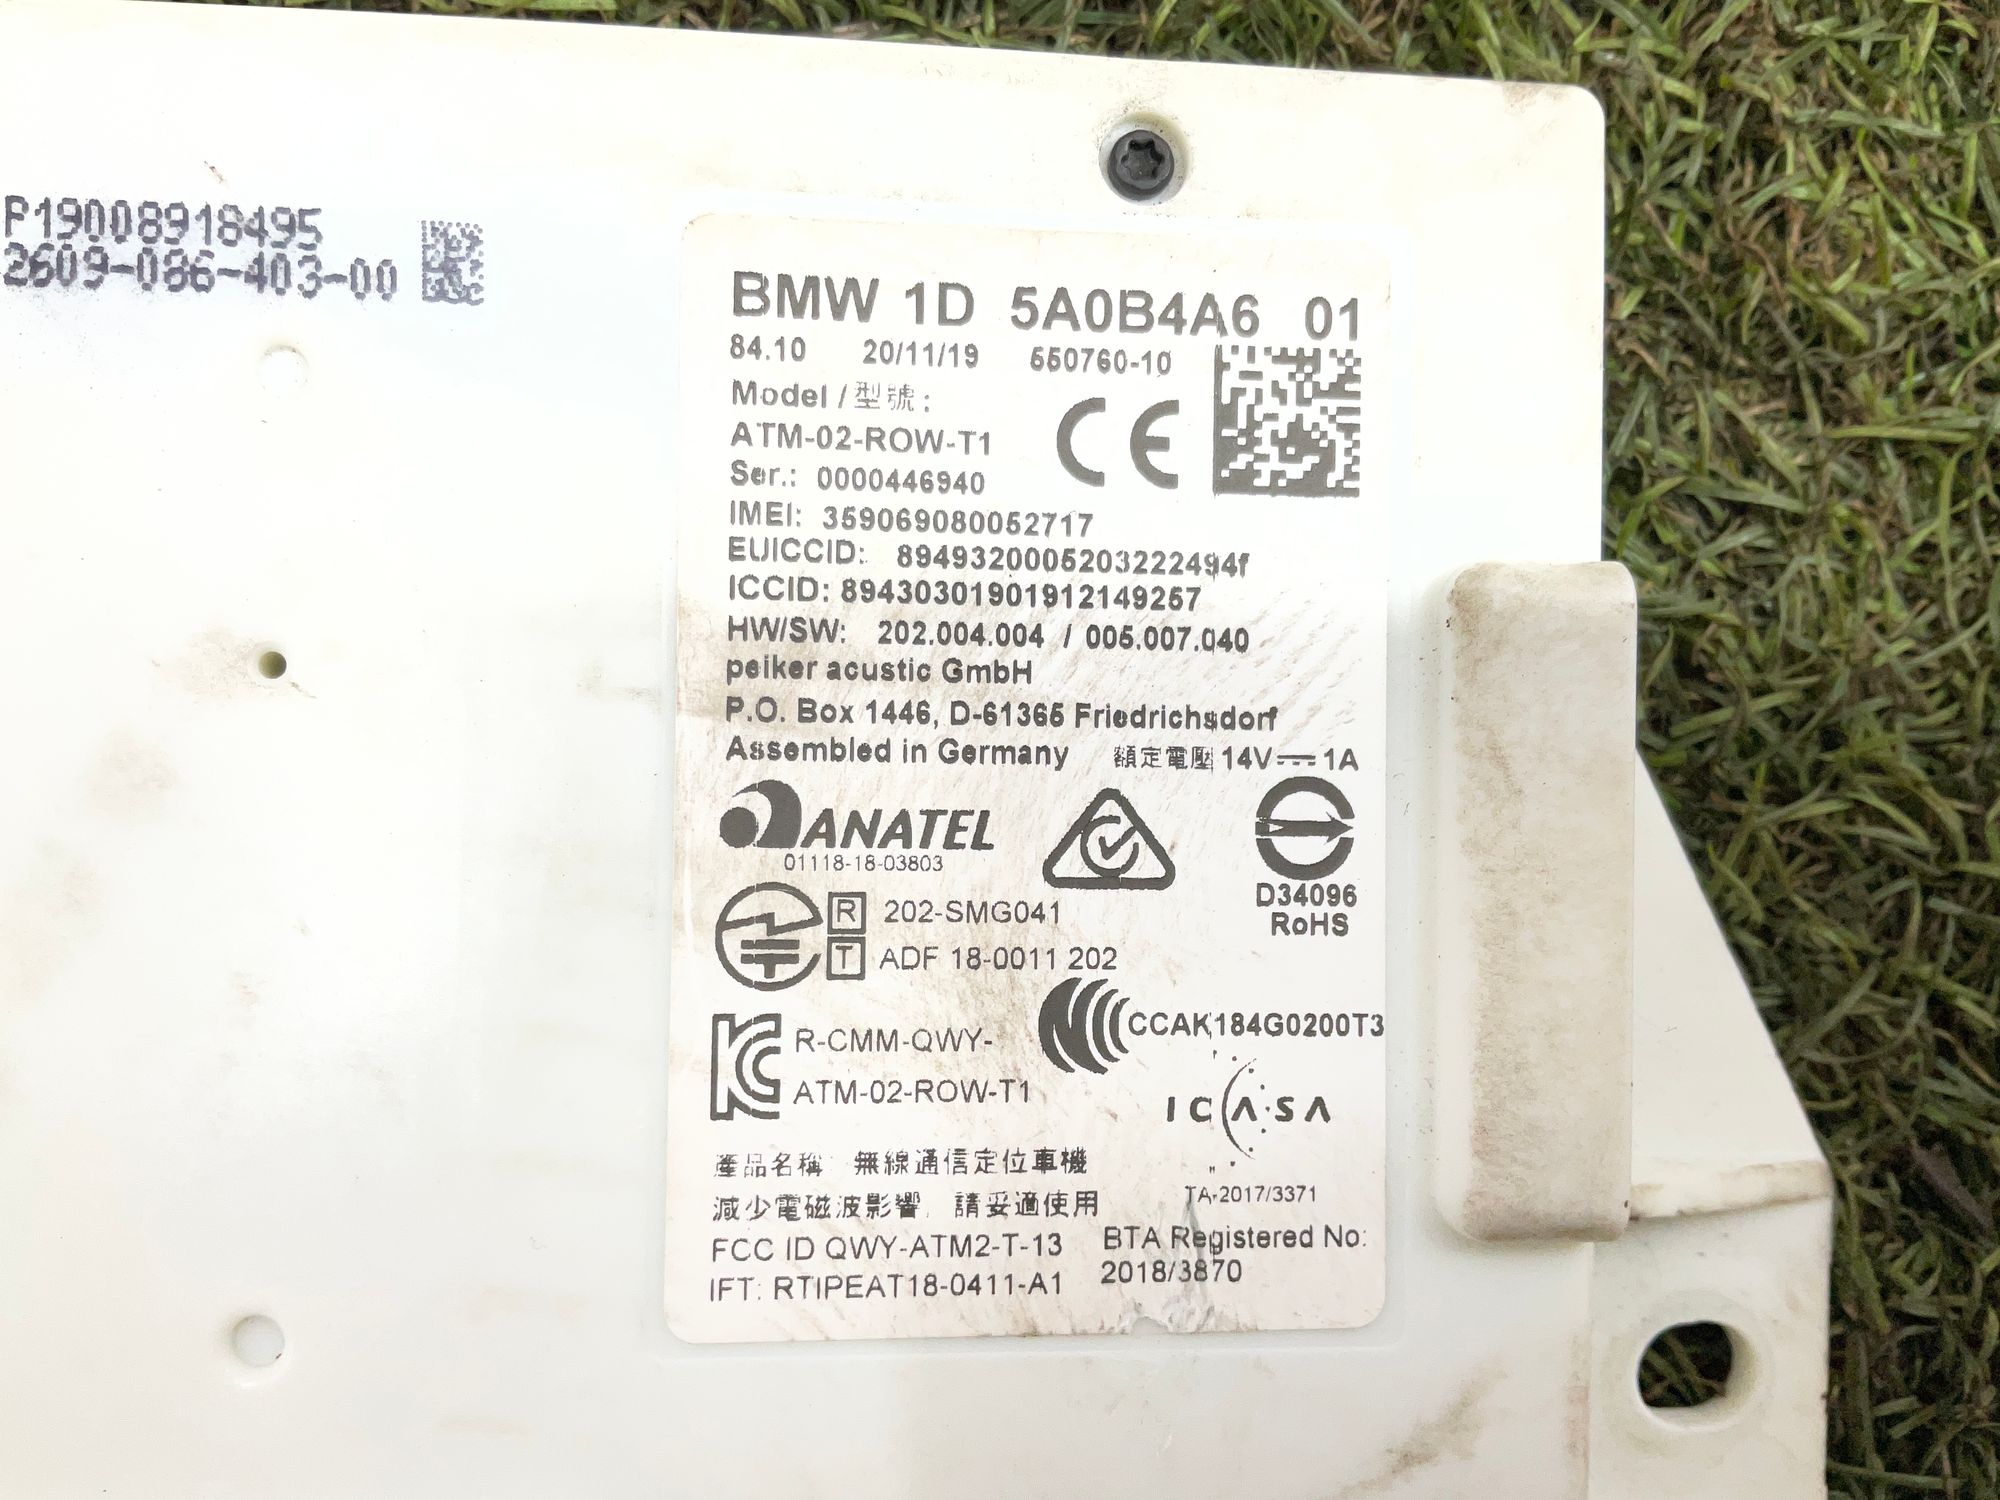 P19008918495
2609-086-403-00
BMW 1D 5A0B4A6 01
84.10 20/11/19 550760-10
Model / 型號:
ATM-02-ROW-T1
CE
Ser.: 0000446940
IMEI: 359069080052717
EUICCID: 8949320005203222494f
ICCID: 89430301901912149257
HW/SW: 202.004.004 / 005.007.040
peiker acustic GmbH
P.O. Box 1446, D-61365 Friedrichsdorf
Assembled in Germany 額定電壓 14V 1A
ANATEL
01118-18-03803
D34096
RoHS
R 202-SMG041
T ADF 18-0011 202
CCAK184G0200T3
KC R-CMM-QWY-
ATM-02-ROW-T1
ICASA
TA-2017/3371
產品名稱: 無線通信定位車機
減少電磁波影響, 請妥適使用
FCC ID QWY-ATM2-T-13
IFT: RTIPEAT18-0411-A1
BTA Registered No:
2018/3870